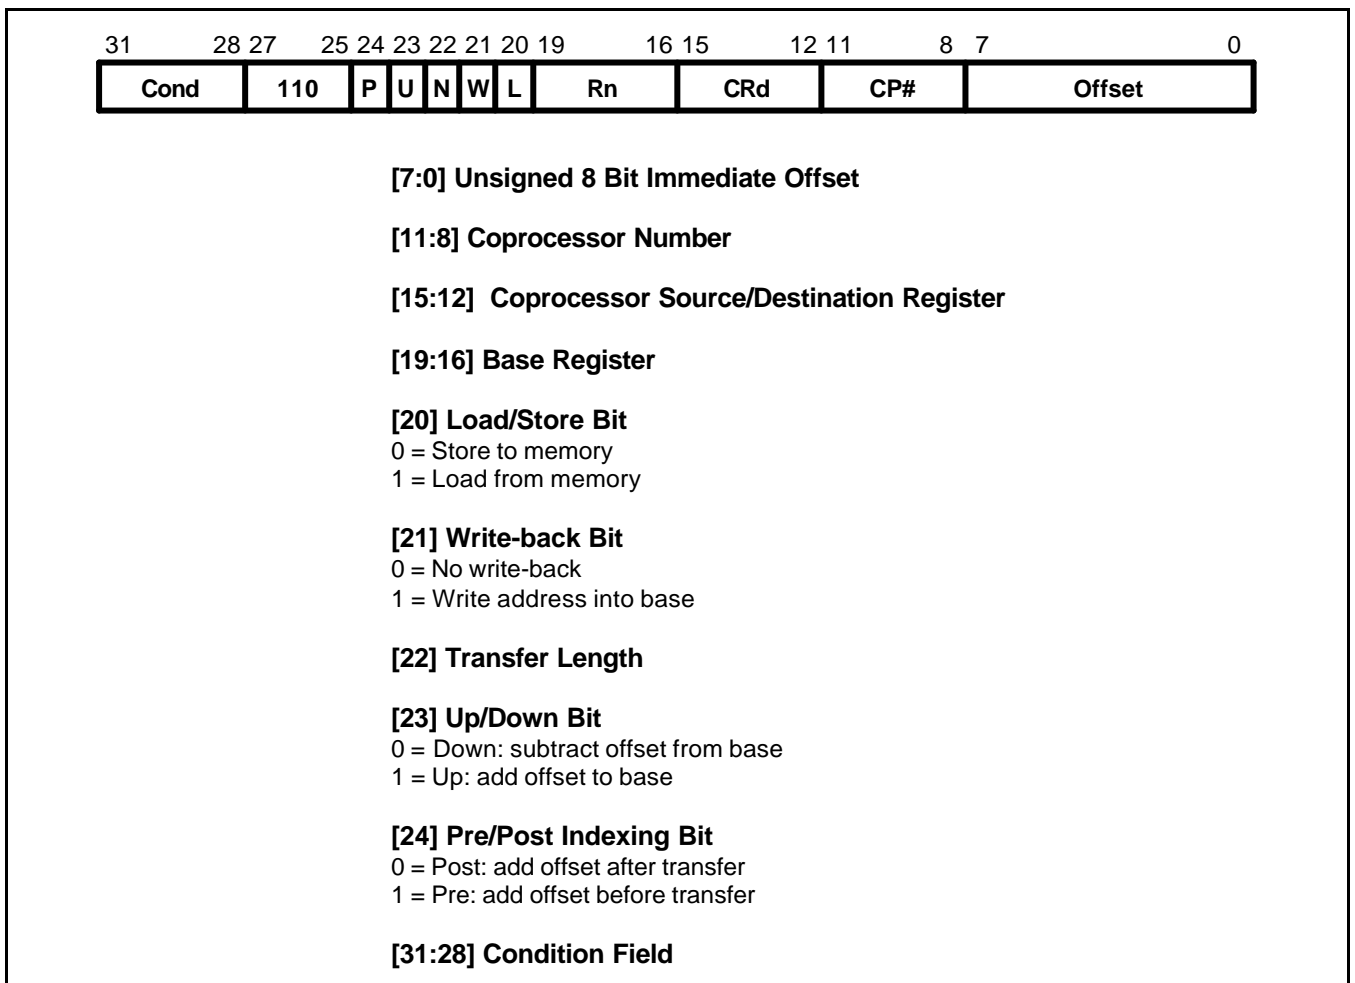 31 28 27 25 24 23 22 21 20 19 16 15 12 11 8 7 0
Cond 110 P U N W L Rn CRd CP# Offset
[7:0] Unsigned 8 Bit Immediate Offset
[11:8] Coprocessor Number
[15:12] Coprocessor Source/Destination Register
[19:16] Base Register
[20] Load/Store Bit
0 = Store to memory
1 = Load from memory
[21] Write-back Bit
0 = No write-back
1 = Write address into base
[22] Transfer Length
[23] Up/Down Bit
0 = Down: subtract offset from base
1 = Up: add offset to base
[24] Pre/Post Indexing Bit
0 = Post: add offset after transfer
1 = Pre: add offset before transfer
[31:28] Condition Field